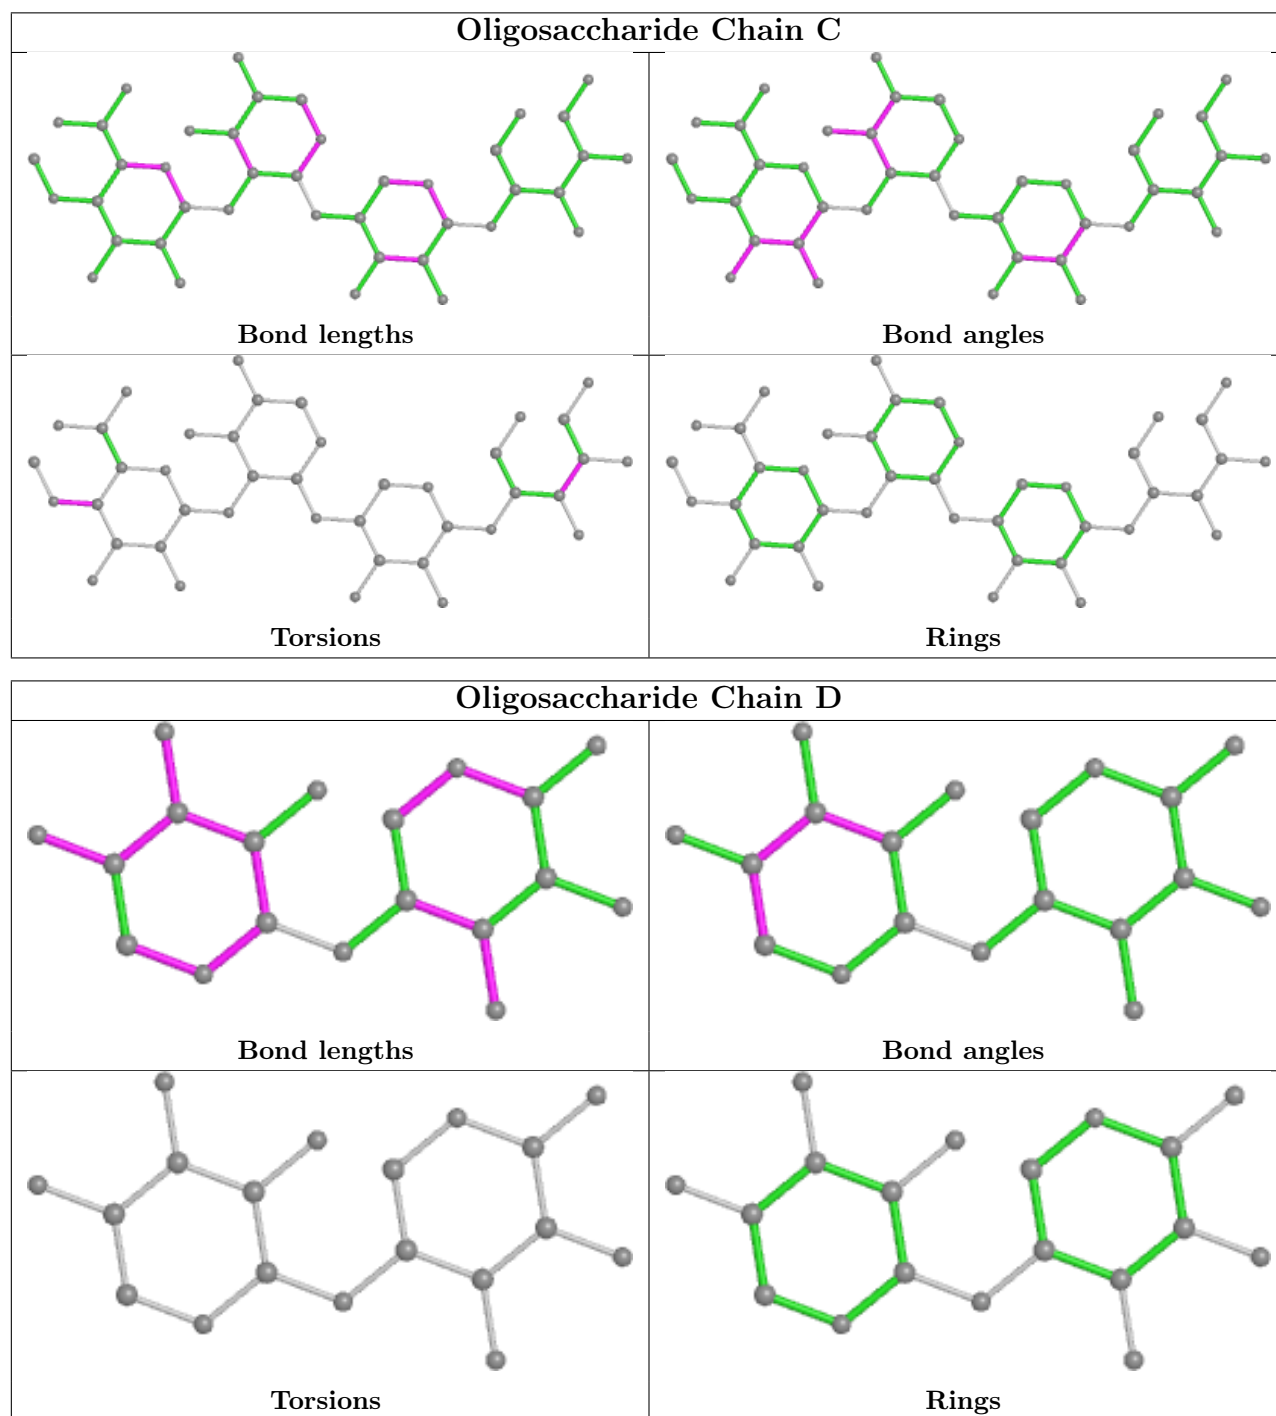 Oligosaccharide Chain C
Bond lengths
Bond angles
Torsions
Rings
Oligosaccharide Chain D
Bond lengths
Bond angles
Torsions
Rings